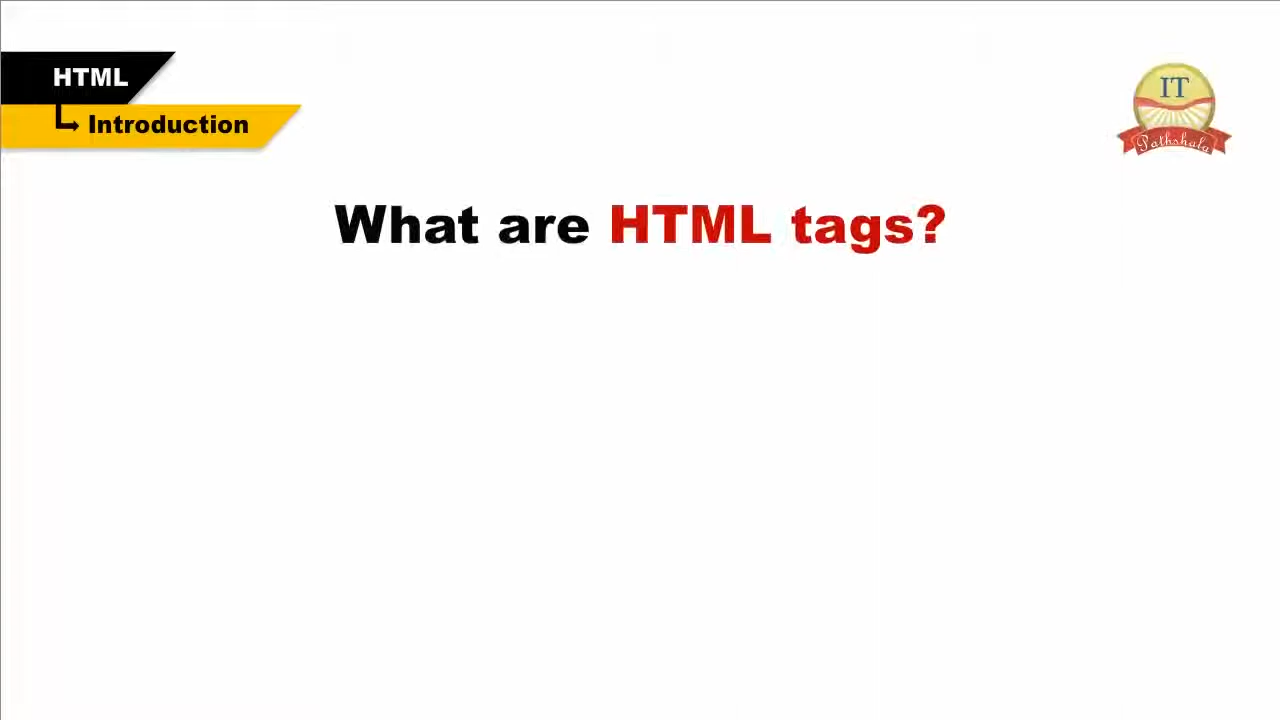 HTML
Introduction
IT
Pathshala
What are HTML tags?